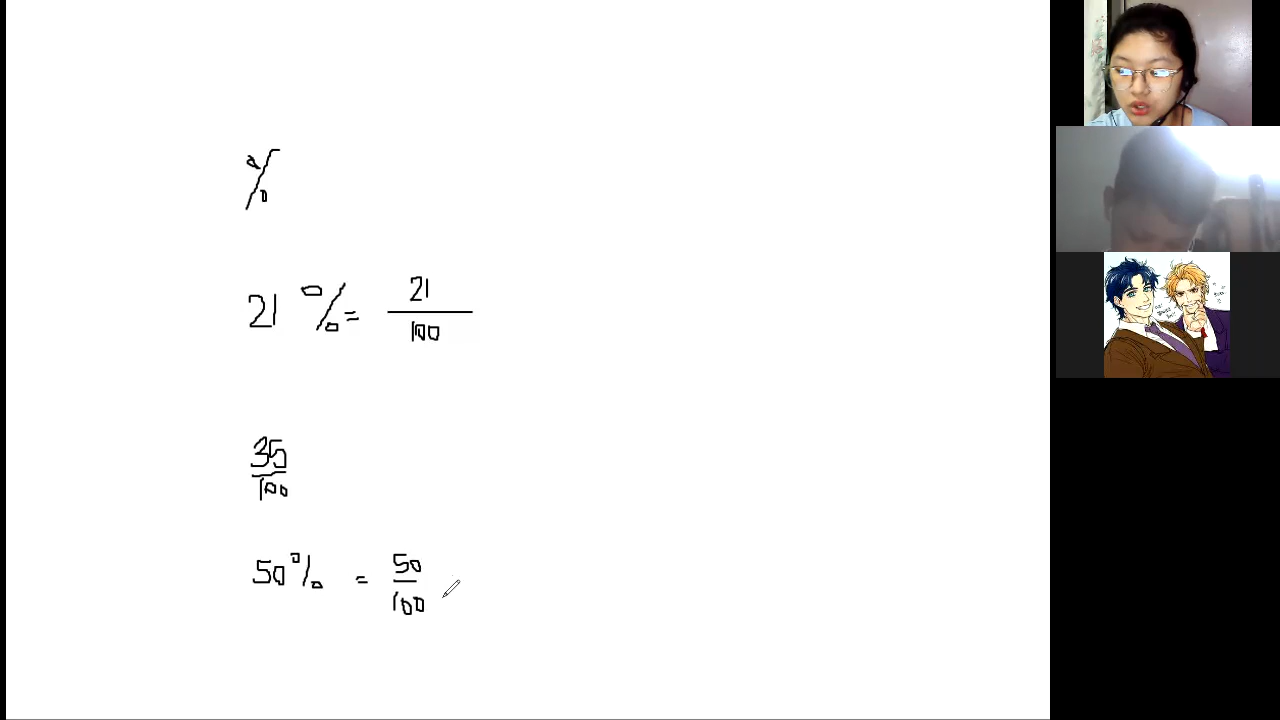 %
21 % = 21/100
35/100
50% = 50/100